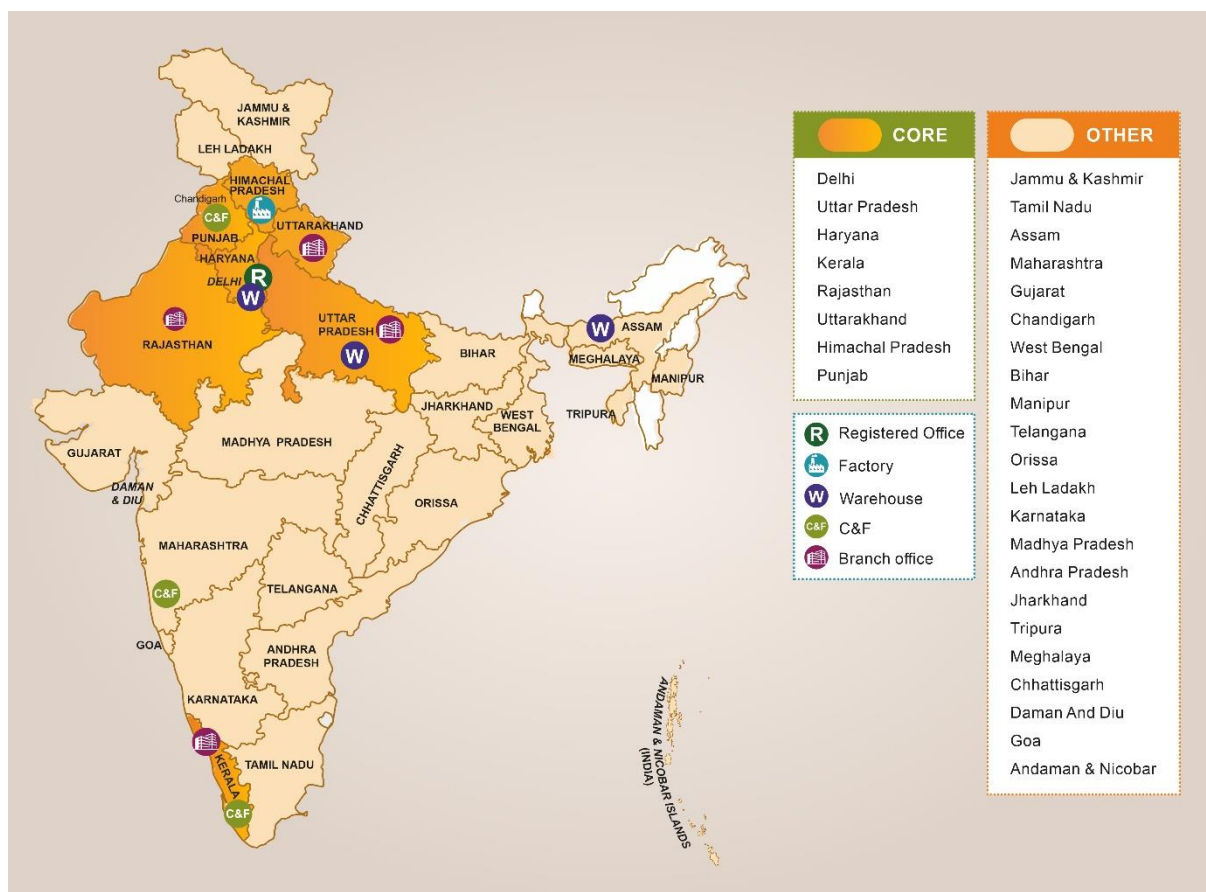 JAMMU &
KASHMIR
LEH LADAKH
HIMACHAL
PRADESH
Chandigarh
C&F
PUNJAB
UTTARAKHAND
HARYANA
DELHI
R
W
RAJASTHAN
UTTAR
PRADESH
W
BIHAR
W
ASSAM
MEGHALAYA
MANIPUR
TRIPURA
JHARKHAND
WEST
BENGAL
GUJARAT
MADHYA PRADESH
DAMAN
& DIU
CHHATTISGARH
ORISSA
MAHARASHTRA
C&F
TELANGANA
GOA
ANDHRA
PRADESH
KARNATAKA
KERALA
TAMIL NADU
C&F
ANDAMAN & NICOBAR ISLANDS
(INDIA)
CORE
Delhi
Uttar Pradesh
Haryana
Kerala
Rajasthan
Uttarakhand
Himachal Pradesh
Punjab
R Registered Office
Factory
W Warehouse
C&F C&F
Branch office
OTHER
Jammu & Kashmir
Tamil Nadu
Assam
Maharashtra
Gujarat
Chandigarh
West Bengal
Bihar
Manipur
Telangana
Orissa
Leh Ladakh
Karnataka
Madhya Pradesh
Andhra Pradesh
Jharkhand
Tripura
Meghalaya
Chhattisgarh
Daman And Diu
Goa
Andaman & Nicobar